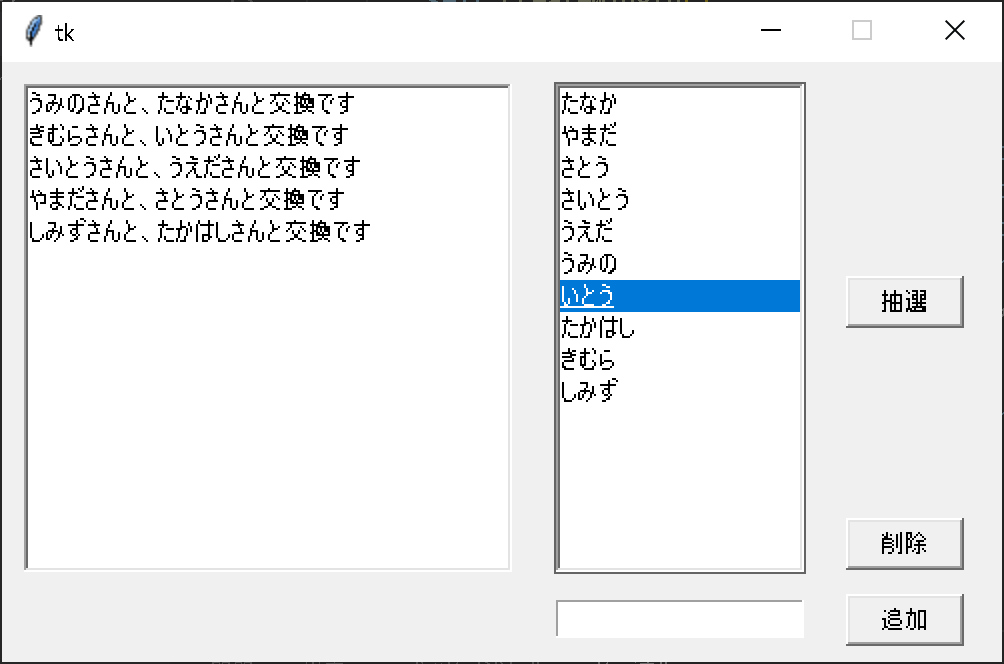 tk
うみのさんと、たなかさんと交換です
きむらさんと、いとうさんと交換です
さいとうさんと、うえださんと交換です
やまださんと、さとうさんと交換です
しみずさんと、たかはしさんと交換です
たなか
やまだ
さとう
さいとう
うえだ
うみの
いとう
たかはし
きむら
しみず
抽選
削除
追加